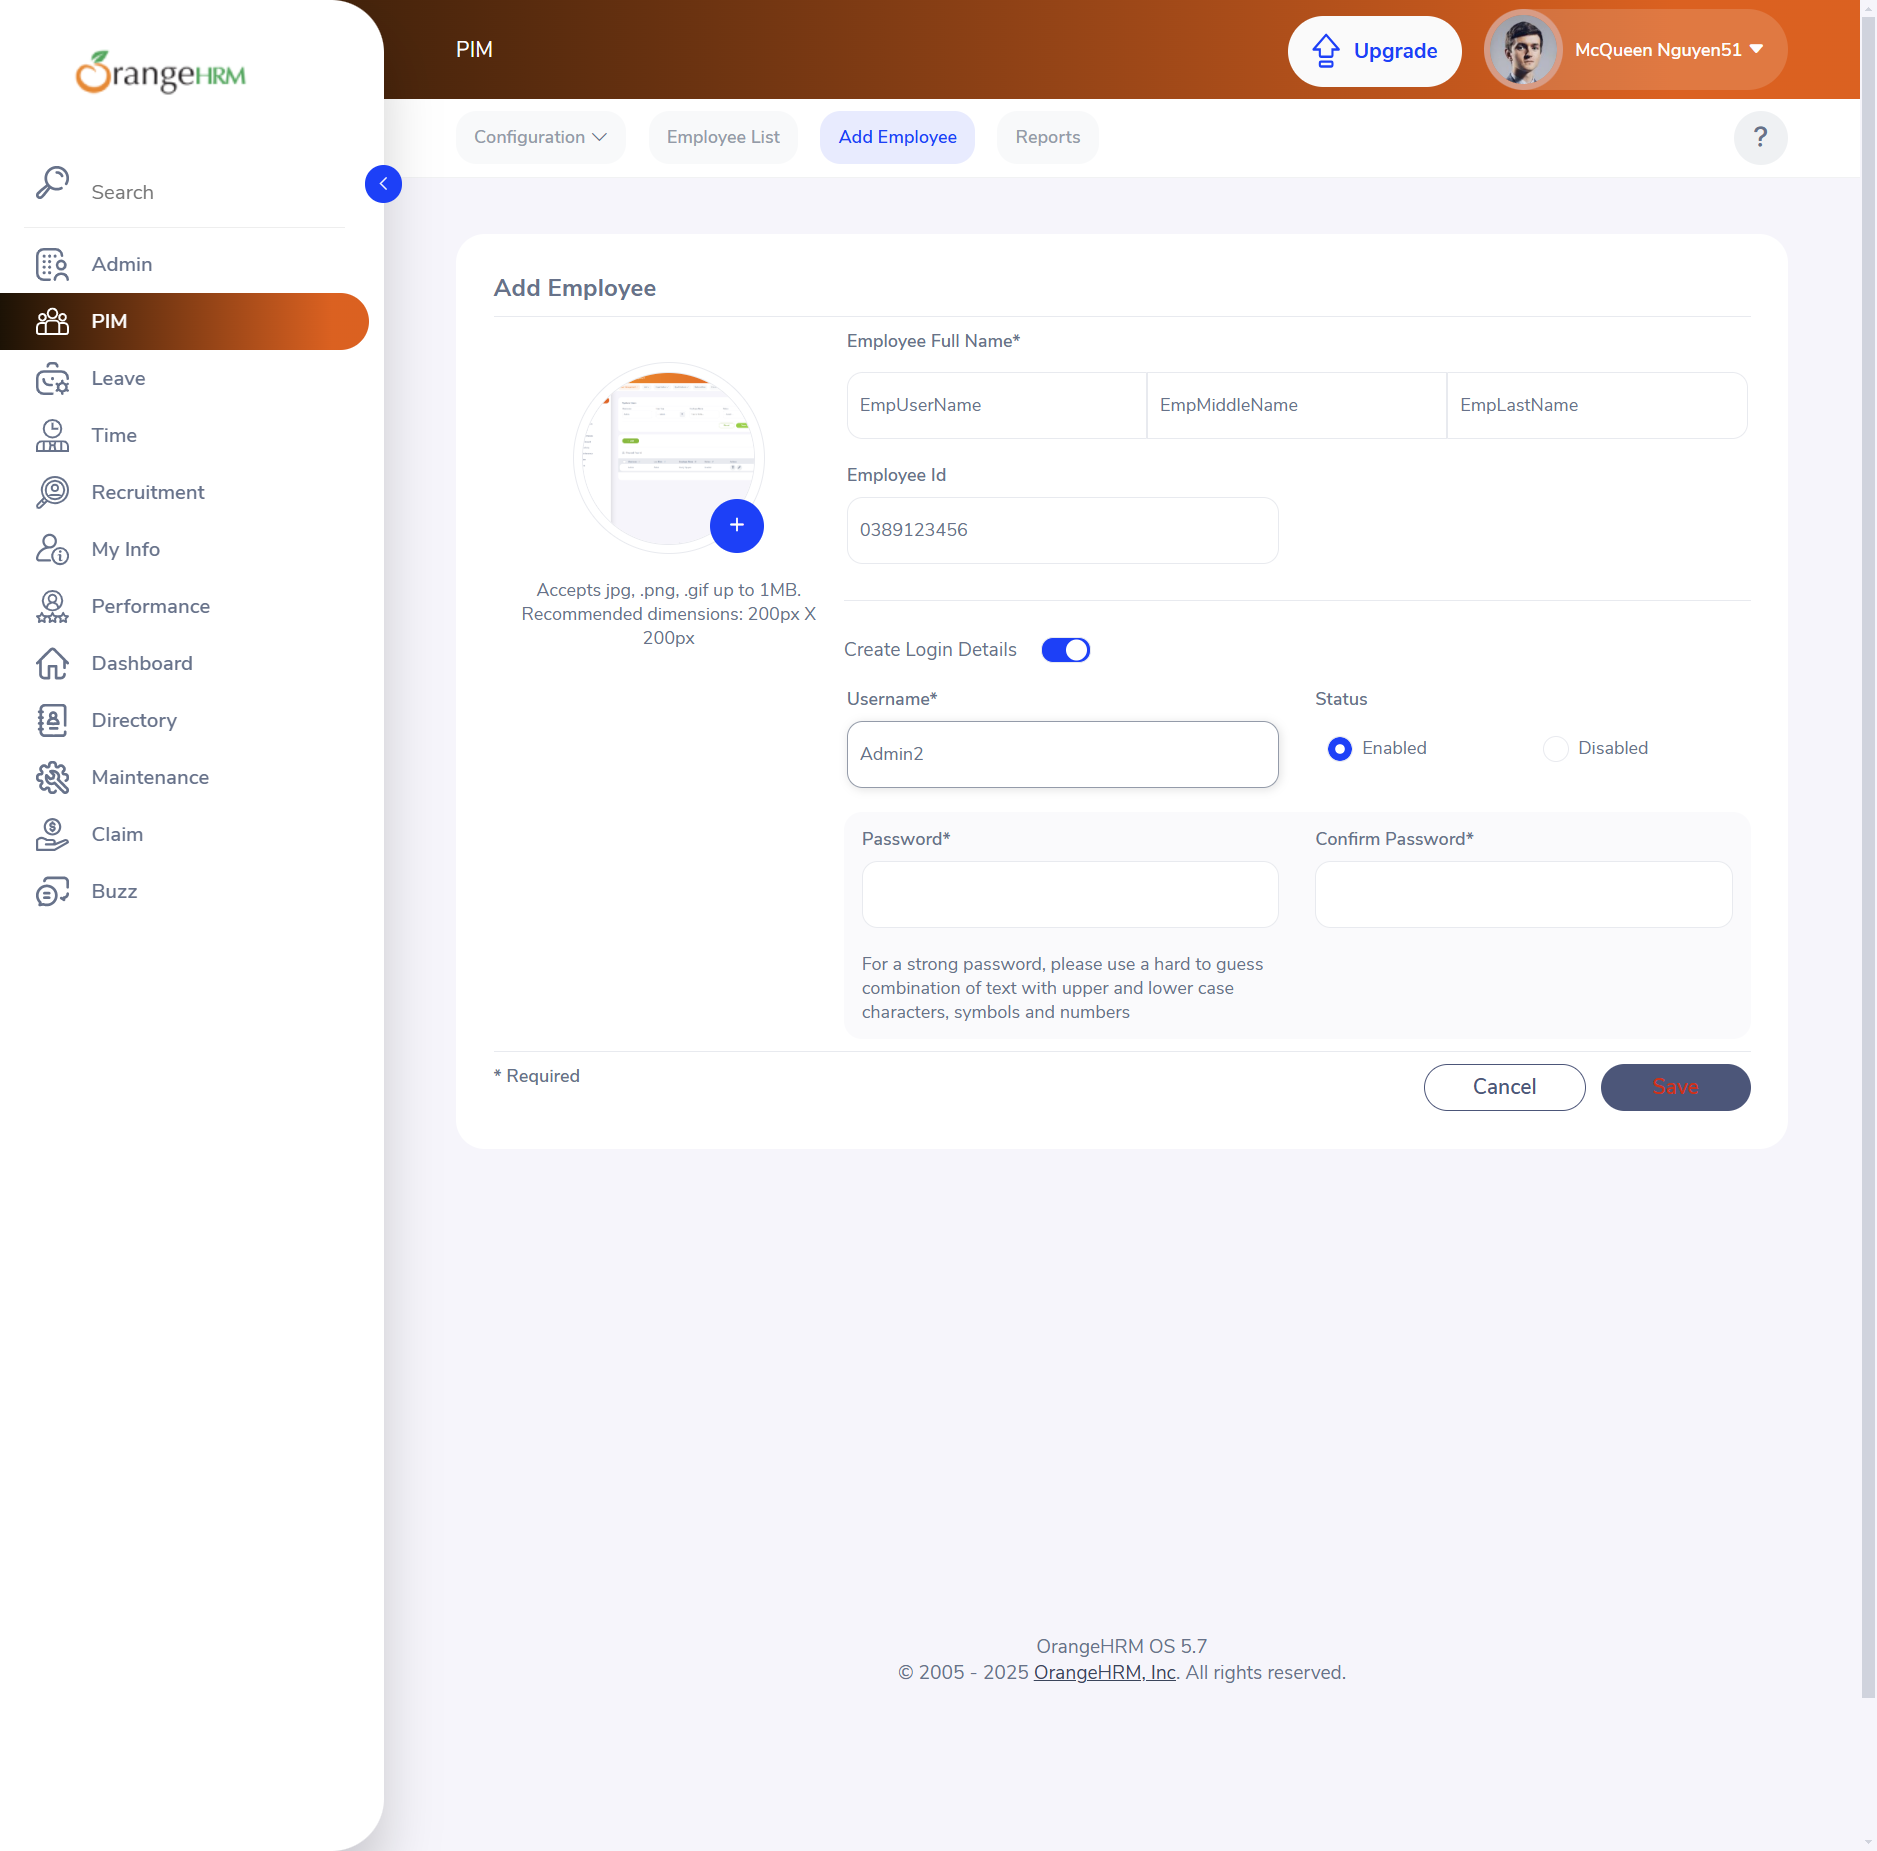 OrangeHRM
PIM
Upgrade
McQueen Nguyen51
Configuration
Employee List
Add Employee
Reports
?
Search
Admin
PIM
Leave
Time
Recruitment
My Info
Performance
Dashboard
Directory
Maintenance
Claim
Buzz
Add Employee
Accepts jpg, .png, .gif up to 1MB.
Recommended dimensions: 200px X
200px
Employee Full Name*
EmpUserName
EmpMiddleName
EmpLastName
Employee Id
0389123456
Create Login Details
Username*
Admin2
Status
Enabled
Disabled
Password*
Confirm Password*
For a strong password, please use a hard to guess
combination of text with upper and lower case
characters, symbols and numbers
* Required
Cancel
Save
OrangeHRM OS 5.7
© 2005 - 2025 OrangeHRM, Inc. All rights reserved.